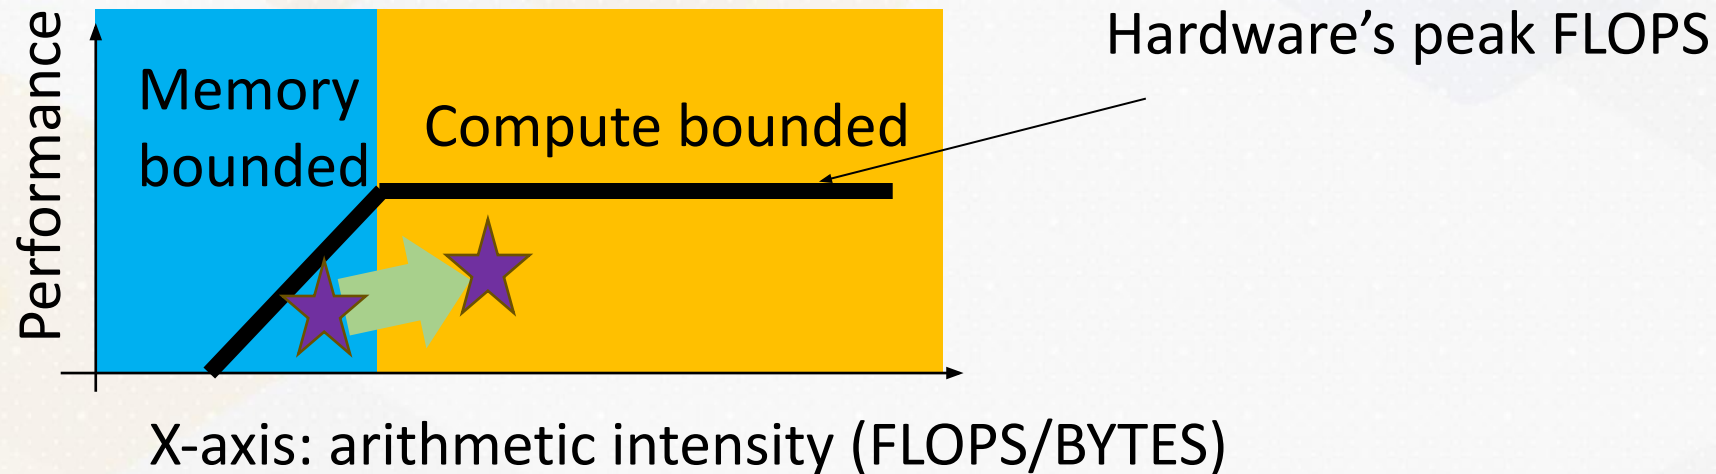 Performance
Memory
bounded
Compute bounded
Hardware’s peak FLOPS
X-axis: arithmetic intensity (FLOPS/BYTES)